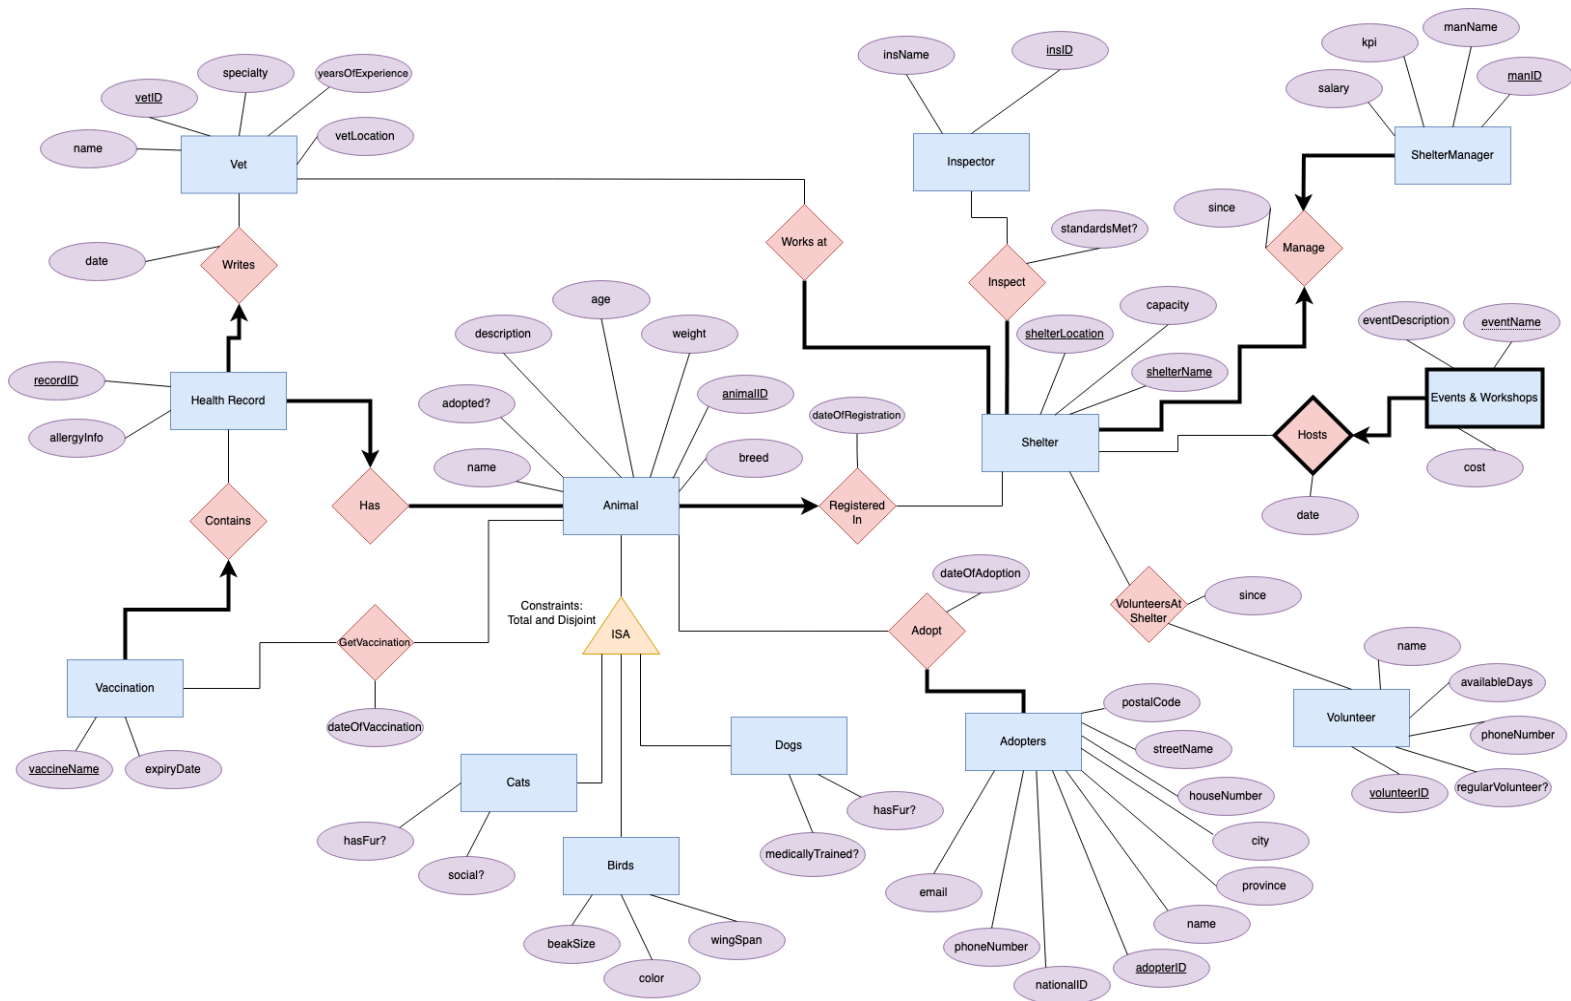 manName
insID
kpi
insName
specialty
yearsOfExperience
manID
salary
vetID
vetLocation
name
ShelterManager
Vet
Inspector
since
standardsMet?
Works at
Manage
date
Writes
Inspect
age
capacity
eventDescription
eventName
description
weight
shelterLocation
shelterName
recordID
animalID
Health Record
Events & Workshops
adopted?
dateOfRegistration
allergyInfo
Hosts
Shelter
breed
name
cost
Has
Animal
Registered
In
date
Contains
dateOfAdoption
since
Constraints:
Total and Disjoint
VolunteersAt
Shelter
ISA
Adopt
GetVaccination
name
availableDays
Vaccination
postalCode
Volunteer
dateOfVaccination
phoneNumber
Dogs
Adopters
streetName
vaccineName
expiryDate
Cats
regularVolunteer?
volunteerID
houseNumber
hasFur?
hasFur?
city
medicallyTrained?
Birds
social?
province
email
name
wingSpan
beakSize
phoneNumber
adopterID
color
nationalID